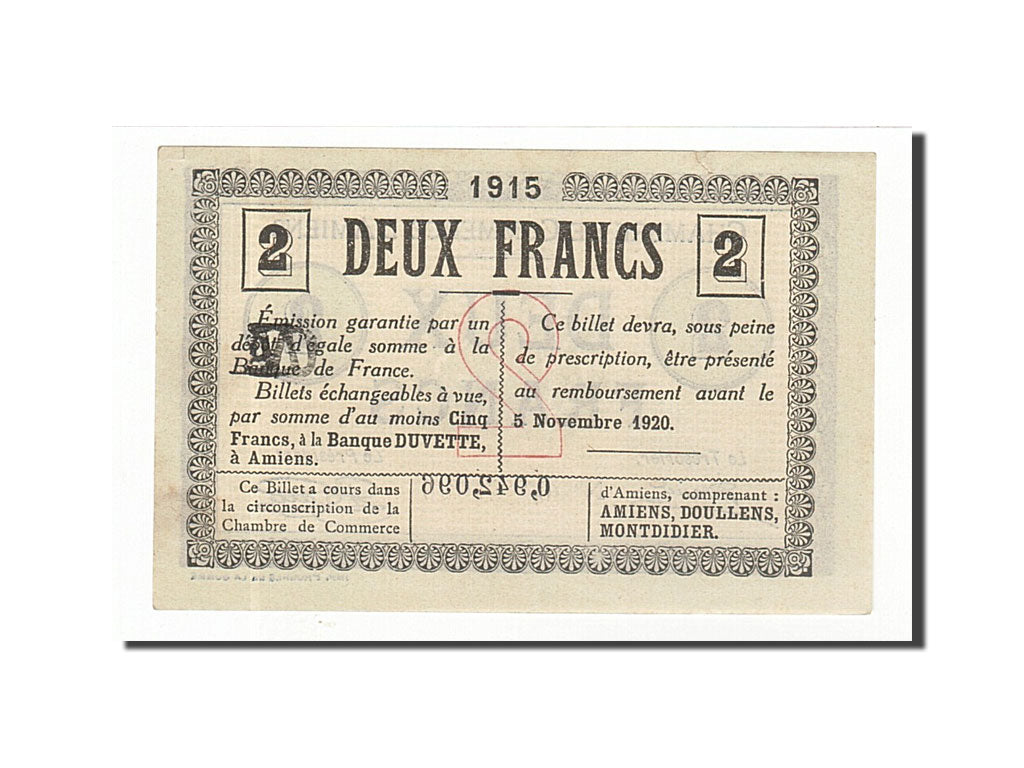 1915
2 DEUX FRANCS 2
Émission garantie par un
dépôt d'égale somme à la
Banque de France.
Billets échangeables à vue,
par somme d'au moins Cinq
Francs, à la Banque DUVETTE,
à Amiens.
Ce billet devra, sous peine
de prescription, être présenté
au remboursement avant le
5 Novembre 1920.
2
Ce Billet a cours dans
la circonscription de la
Chambre de Commerce
0,942,096
d'Amiens, comprenant :
AMIENS, DOULLENS,
MONTDIDIER.